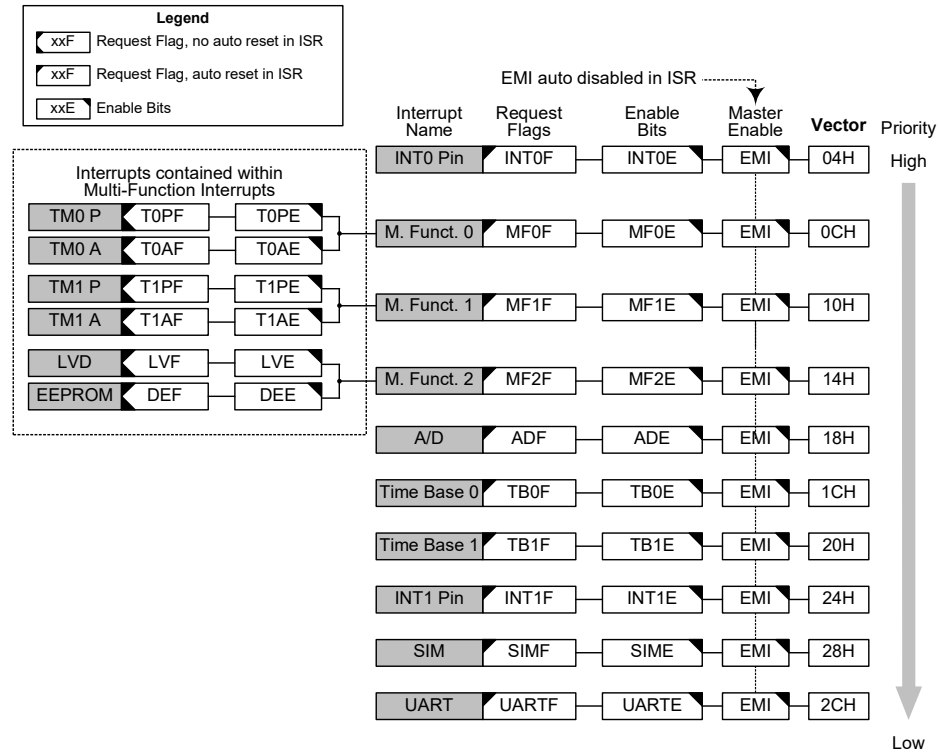 Legend
xxF Request Flag, no auto reset in ISR
xxF Request Flag, auto reset in ISR
xxE Enable Bits
EMI auto disabled in ISR
Interrupt Name Request Flags Enable Bits Master Enable Vector Priority
INT0 Pin INT0F INT0E EMI 04H High
Interrupts contained within
Multi-Function Interrupts
TM0 P T0PF T0PE
TM0 A T0AF T0AE
M. Funct. 0 MF0F MF0E EMI 0CH
TM1 P T1PF T1PE
TM1 A T1AF T1AE
M. Funct. 1 MF1F MF1E EMI 10H
LVD LVF LVE
EEPROM DEF DEE
M. Funct. 2 MF2F MF2E EMI 14H
A/D ADF ADE EMI 18H
Time Base 0 TB0F TB0E EMI 1CH
Time Base 1 TB1F TB1E EMI 20H
INT1 Pin INT1F INT1E EMI 24H
SIM SIMF SIME EMI 28H
UART UARTF UARTE EMI 2CH
Low